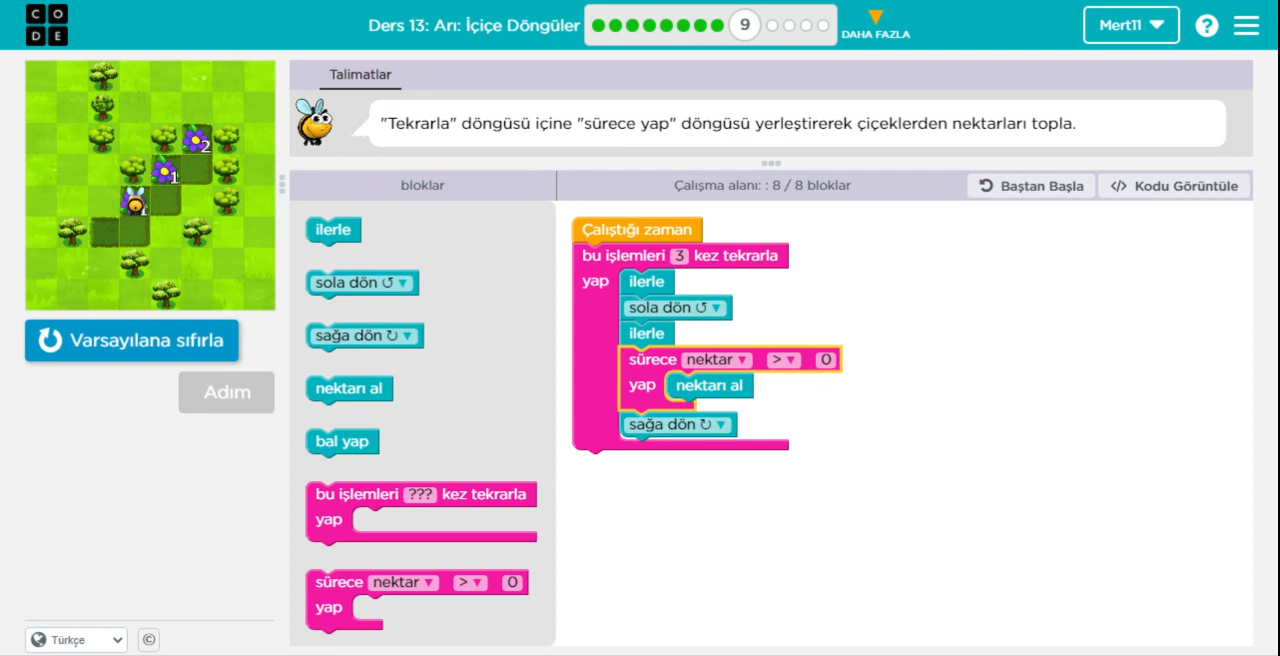 C O
D E
Ders 13: Arı: İçiçe Döngüler
9
DAHA FAZLA
Mert11
?
Talimatlar
"Tekrarla" döngüsü içine "sürece yap" döngüsü yerleştirerek çiçeklerden nektarları topla.
2
1
1
bloklar
Çalışma alanı: : 8 / 8 bloklar
Baştan Başla
</> Kodu Görüntüle
ilerle
sola dön ↺ ▼
sağa dön ↻ ▼
nektarı al
bal yap
bu işlemleri ??? kez tekrarla
yap
sürece nektar ▼ > ▼ 0
yap
Çalıştığı zaman
bu işlemleri 3 kez tekrarla
yap ilerle
sola dön ↺ ▼
ilerle
sürece nektar ▼ > ▼ 0
yap nektarı al
sağa dön ↻ ▼
Varsayılana sıfırla
Adım
Türkçe
©